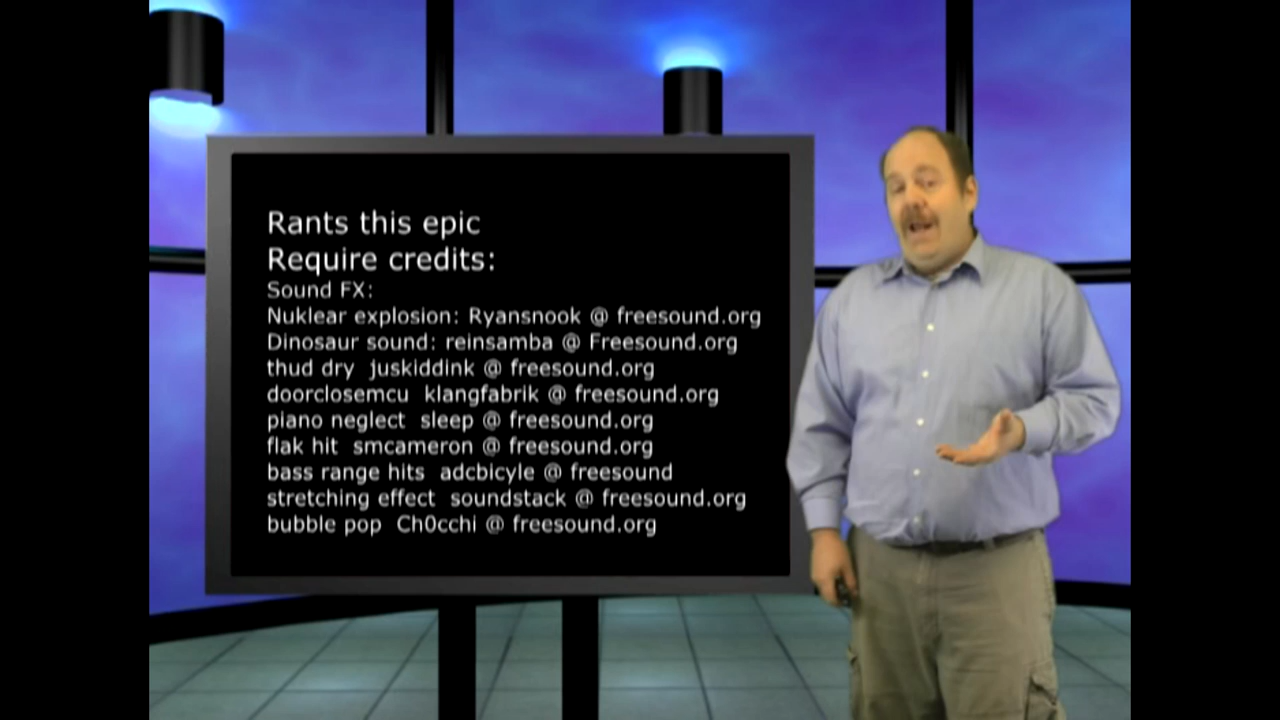 Rants this epic
Require credits:
Sound FX:
Nuklear explosion: Ryansnook @ freesound.org
Dinosaur sound: reinsamba @ Freesound.org
thud dry juskiddink @ freesound.org
doorclosemcu klangfabrik @ freesound.org
piano neglect sleep @ freesound.org
flak hit smcameron @ freesound.org
bass range hits adcbicyle @ freesound
stretching effect soundstack @ freesound.org
bubble pop Ch0cchi @ freesound.org